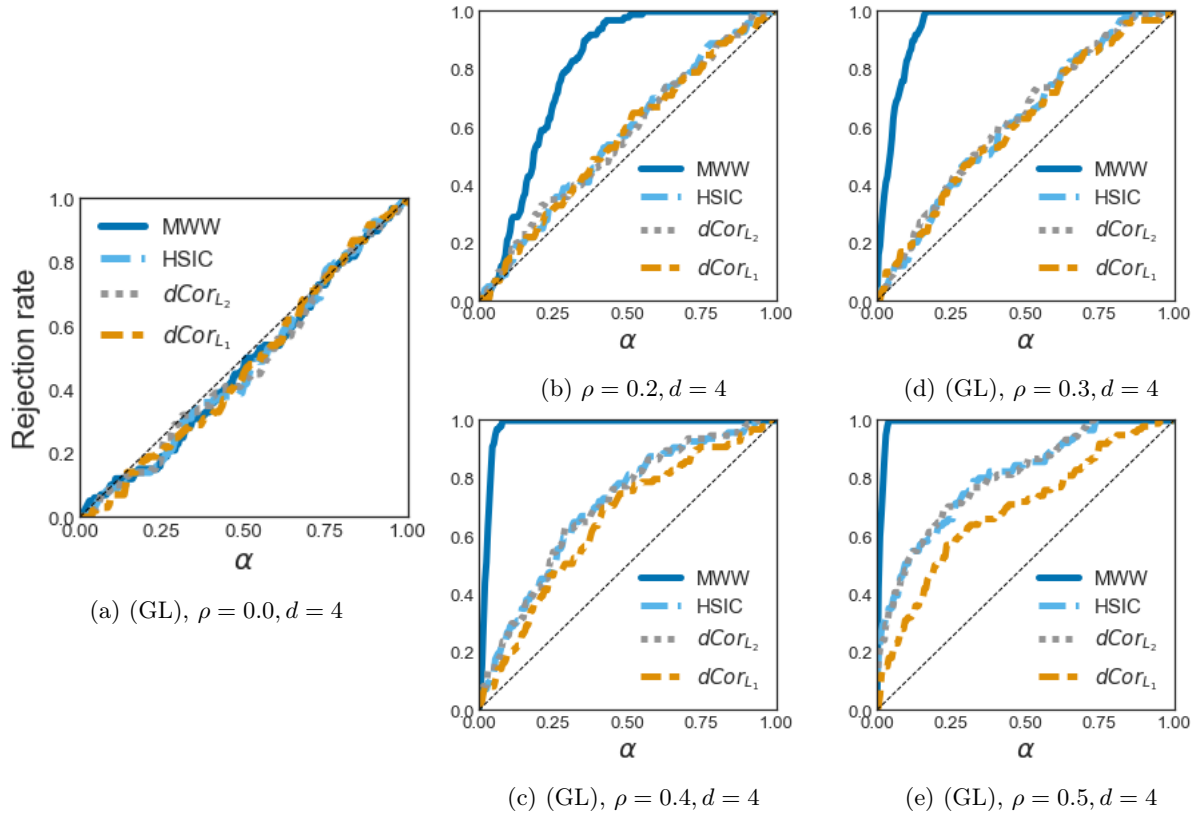 Rejection rate
1.0
0.8
0.6
0.4
0.2
0.0
MWW
HSIC
dCor_{L_2}
dCor_{L_1}
0.00 0.25 0.50 0.75 1.00
α
(a) (GL), ρ = 0.0, d = 4
1.0
0.8
0.6
0.4
0.2
0.0
MWW
HSIC
dCor_{L_2}
dCor_{L_1}
0.00 0.25 0.50 0.75 1.00
α
(b) ρ = 0.2, d = 4
1.0
0.8
0.6
0.4
0.2
0.0
MWW
HSIC
dCor_{L_2}
dCor_{L_1}
0.00 0.25 0.50 0.75 1.00
α
(d) (GL), ρ = 0.3, d = 4
1.0
0.8
0.6
0.4
0.2
0.0
MWW
HSIC
dCor_{L_2}
dCor_{L_1}
0.00 0.25 0.50 0.75 1.00
α
(c) (GL), ρ = 0.4, d = 4
1.0
0.8
0.6
0.4
0.2
0.0
MWW
HSIC
dCor_{L_2}
dCor_{L_1}
0.00 0.25 0.50 0.75 1.00
α
(e) (GL), ρ = 0.5, d = 4